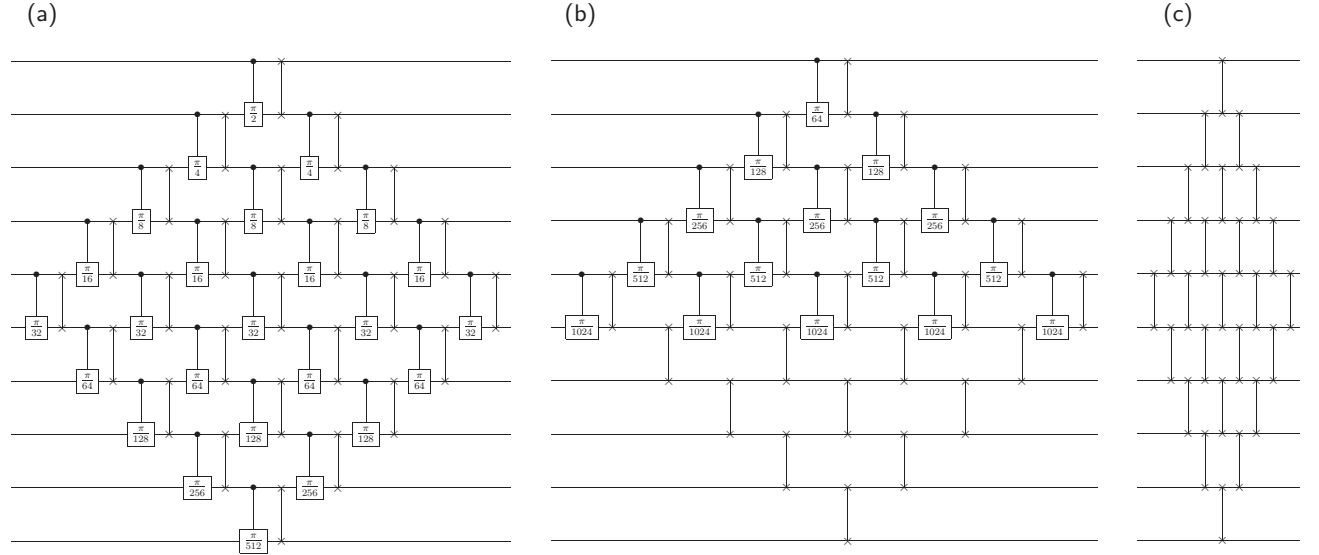 (a) (b) (c)
π/2 π/64
π/4 π/4 π/128 π/128
π/8 π/8 π/8 π/256 π/256 π/256
π/16 π/16 π/16 π/16 π/512 π/512 π/512 π/512
π/32 π/32 π/32 π/32 π/32 π/1024 π/1024 π/1024 π/1024 π/1024
π/64 π/64 π/64 π/64
π/128 π/128 π/128
π/256 π/256
π/512